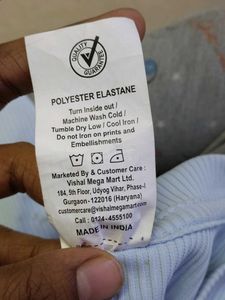 QUALITY
GUARANTEE
POLYESTER ELASTANE
Turn Inside out /
Machine Wash Cold /
Tumble Dry Low / Cool Iron /
Do not Iron on prints and
Embellishments
Marketed By & Customer Care :
Vishal Mega Mart Ltd.
184, 9th Floor, Udyog Vihar, Phase-I
Gurgaon-122016 (Haryana)
customercare@vishalmegamart.com
Call : 0124-4555100
MADE IN INDIA